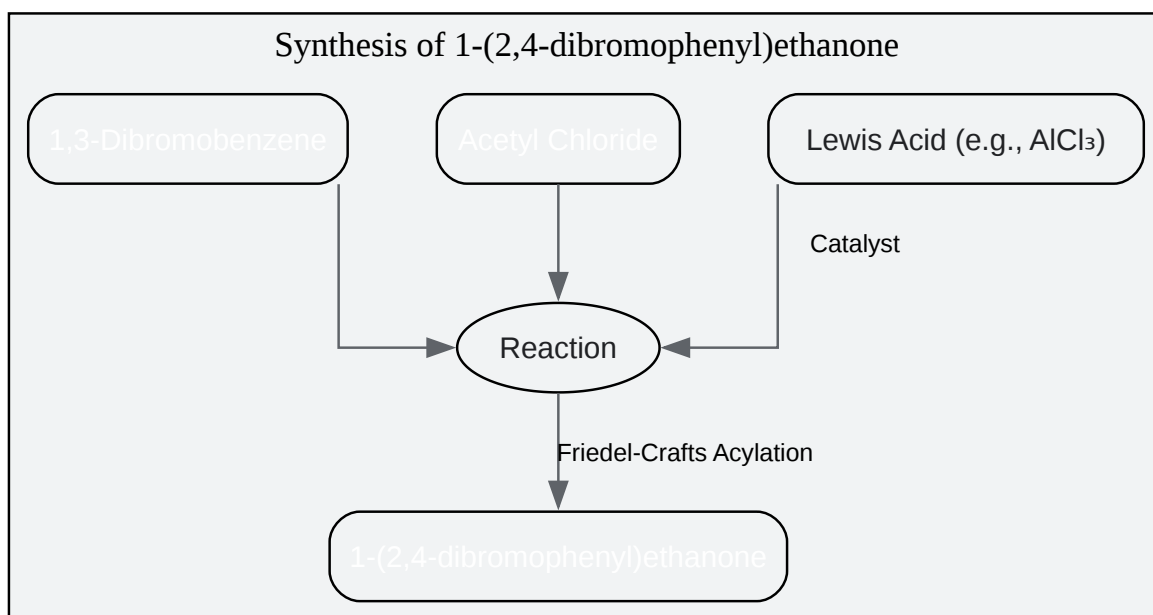 Synthesis of 1-(2,4-dibromophenyl)ethanone
1,3-Dibromobenzene
Acetyl Chloride
Lewis Acid (e.g., AlCl₃)
Catalyst
Reaction
Friedel-Crafts Acylation
1-(2,4-dibromophenyl)ethanone